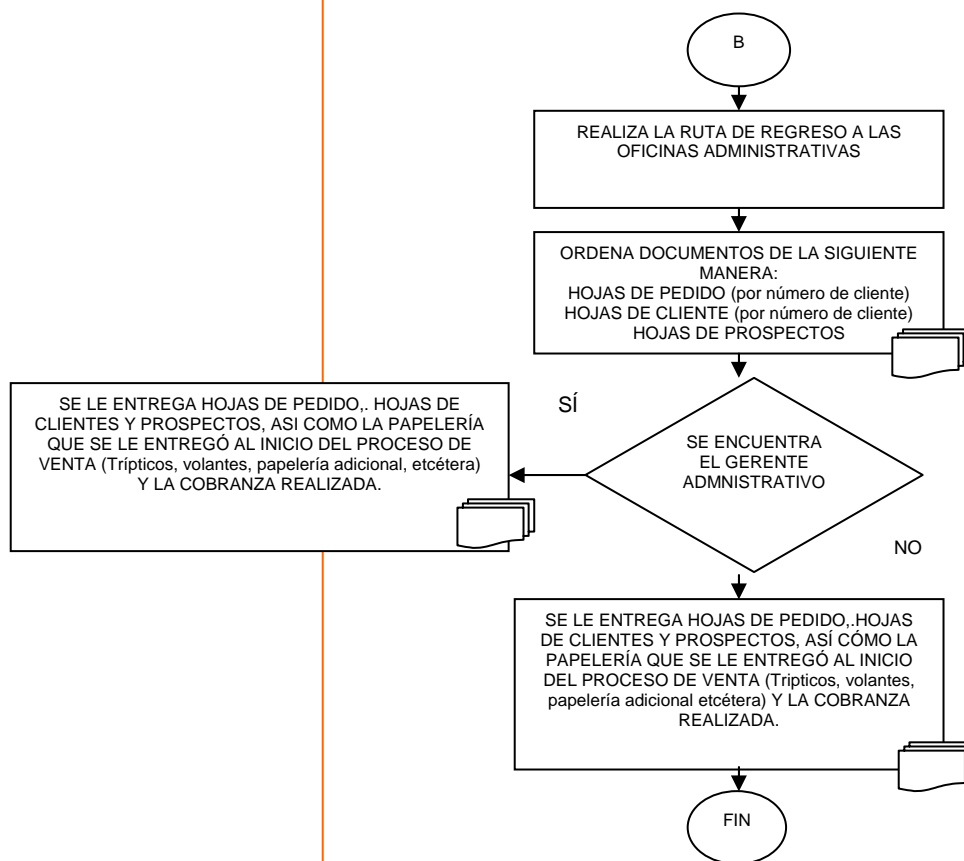 B
REALIZA LA RUTA DE REGRESO A LAS
OFICINAS ADMINISTRATIVAS
ORDENA DOCUMENTOS DE LA SIGUIENTE
MANERA:
HOJAS DE PEDIDO (por número de cliente)
HOJAS DE CLIENTE (por número de cliente)
HOJAS DE PROSPECTOS
SE ENCUENTRA
EL GERENTE
ADMNISTRATIVO
SÍ
SE LE ENTREGA HOJAS DE PEDIDO,. HOJAS DE
CLIENTES Y PROSPECTOS, ASI COMO LA PAPELERÍA
QUE SE LE ENTREGÓ AL INICIO DEL PROCESO DE
VENTA (Trípticos, volantes, papelería adicional, etcétera)
Y LA COBRANZA REALIZADA.
NO
SE LE ENTREGA HOJAS DE PEDIDO,.HOJAS
DE CLIENTES Y PROSPECTOS, ASÍ CÓMO LA
PAPELERÍA QUE SE LE ENTREGÓ AL INICIO
DEL PROCESO DE VENTA (Tripticos, volantes,
papelería adicional etcétera) Y LA COBRANZA
REALIZADA.
FIN